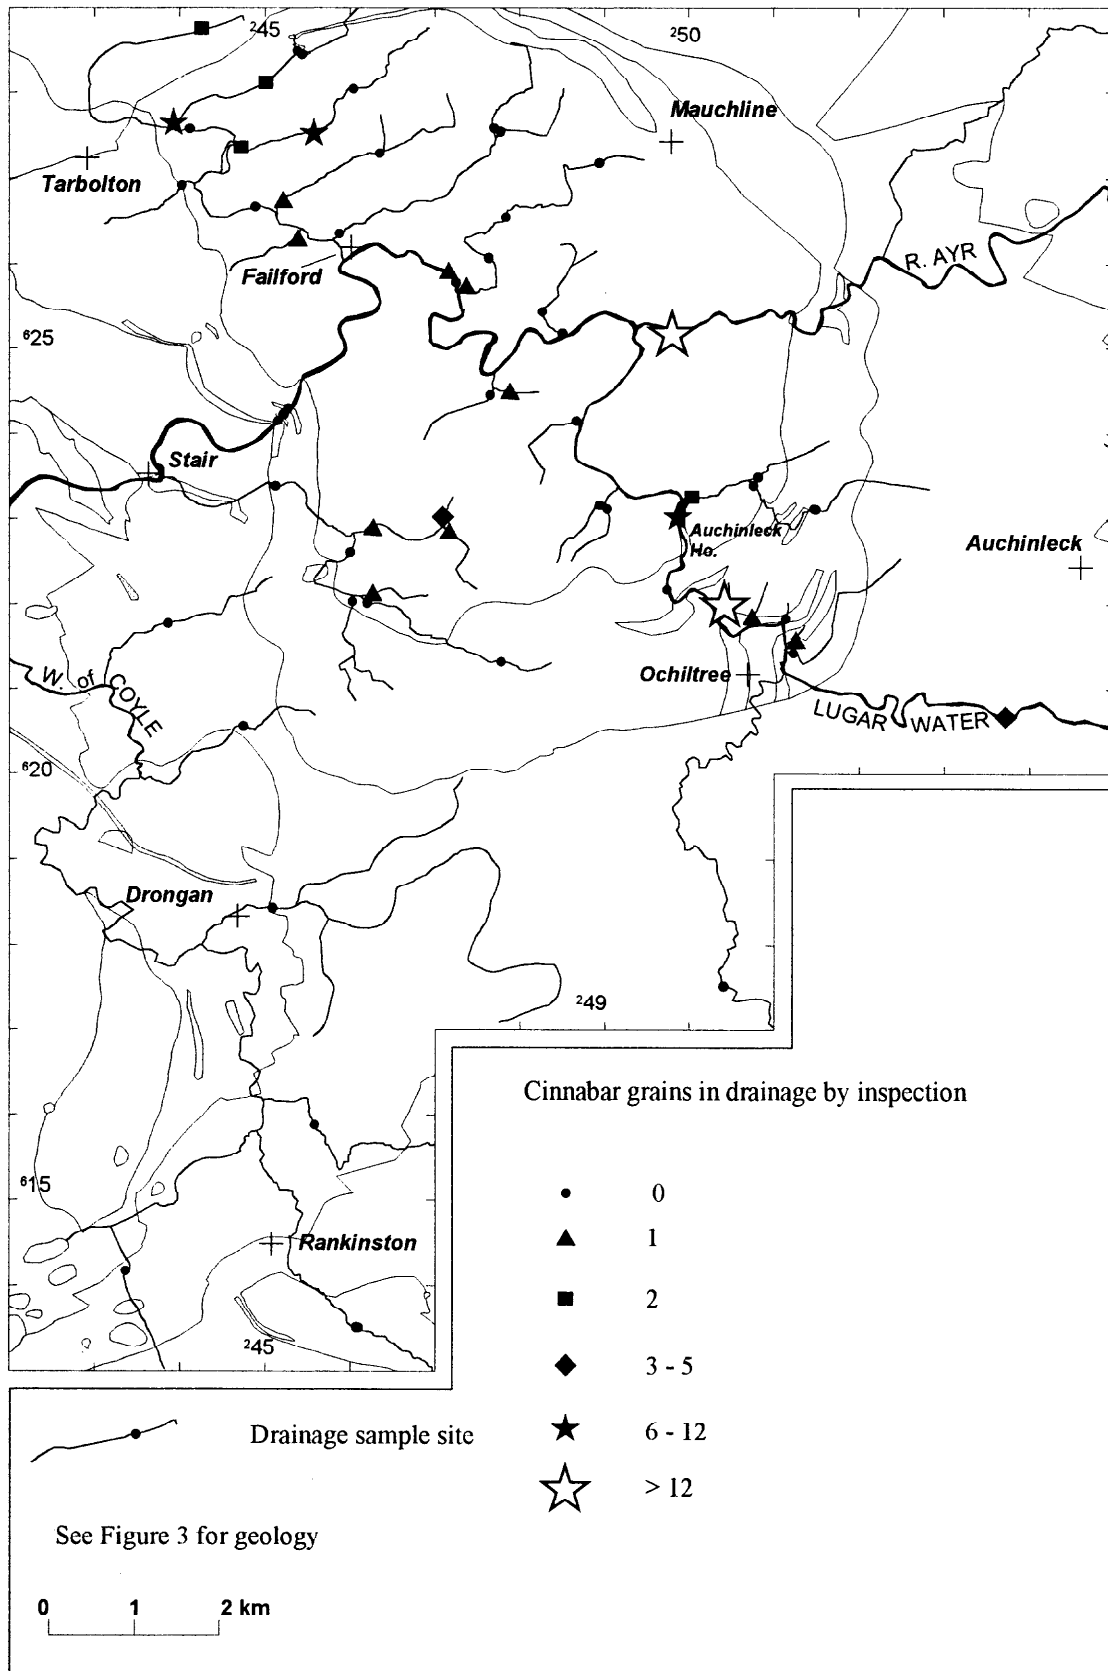 ²45
²50
Mauchline
Tarbolton
Failford
R. AYR
⁶25
Stair
Auchinleck
Ho.
Auchinleck
Ochiltree
W. of COYLE
LUGAR WATER
⁶20
Drongan
²49
Cinnabar grains in drainage by inspection
0
⁶15
1
Rankinston
2
²45
3 - 5
Drainage sample site
6 - 12
> 12
See Figure 3 for geology
0 1 2 km